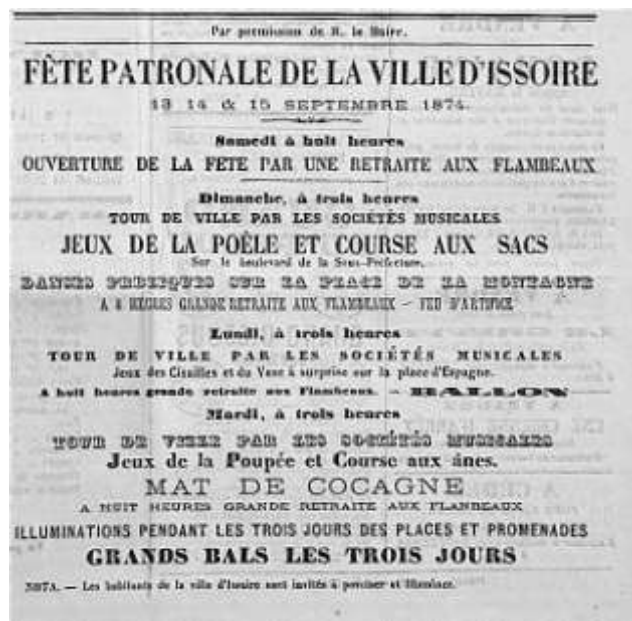 Par permission de M. le Maire.
FÊTE PATRONALE DE LA VILLE D'ISSOIRE
13 14 & 15 SEPTEMBRE 1874.
Samedi à huit heures
OUVERTURE DE LA FÊTE PAR UNE RETRAITE AUX FLAMBEAUX
Dimanche, à trois heures
TOUR DE VILLE PAR LES SOCIÉTÉS MUSICALES
JEUX DE LA POÊLE ET COURSE AUX SACS
Sur le boulevard de la Sous-Préfecture.
DANSES PUBLIQUES SUR LA PLACE DE LA MONTAGNE
A 8 HEURES GRANDE RETRAITE AUX FLAMBEAUX — FEU D'ARTIFICE
Lundi, à trois heures
TOUR DE VILLE PAR LES SOCIÉTÉS MUSICALES
Jeux des Cisailles et du Vase à surprise sur la place d'Espagne.
A huit heures grande retraite aux Flambeaux. — BALLON
Mardi, à trois heures
TOUR DE VILLE PAR LES SOCIÉTÉS MUSICALES
Jeux de la Poupée et Course aux ânes.
MAT DE COCAGNE
A HUIT HEURES GRANDE RETRAITE AUX FLAMBEAUX
ILLUMINATIONS PENDANT LES TROIS JOURS DES PLACES ET PROMENADES
GRANDS BALS LES TROIS JOURS
NOTA. — Les habitants de la ville d'Issoire sont invités à pavoiser et illuminer.